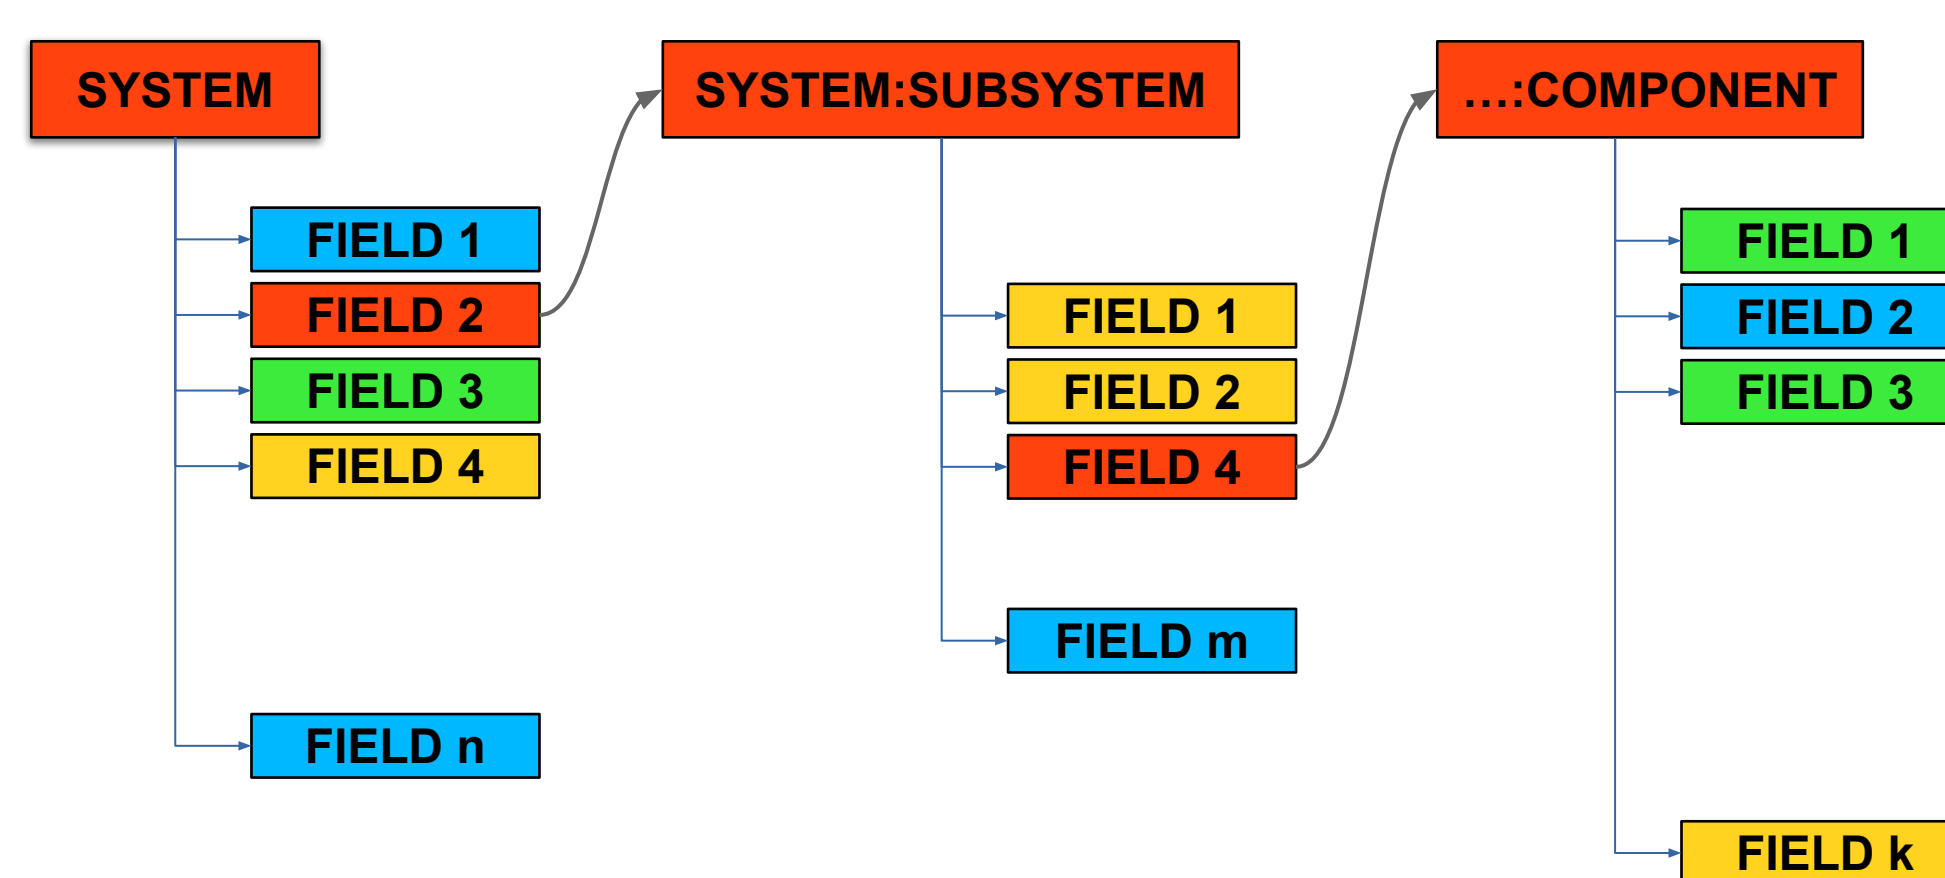 SYSTEM
FIELD 1
FIELD 2
FIELD 3
FIELD 4
FIELD n
SYSTEM:SUBSYSTEM
FIELD 1
FIELD 2
FIELD 4
FIELD m
...:COMPONENT
FIELD 1
FIELD 2
FIELD 3
FIELD k